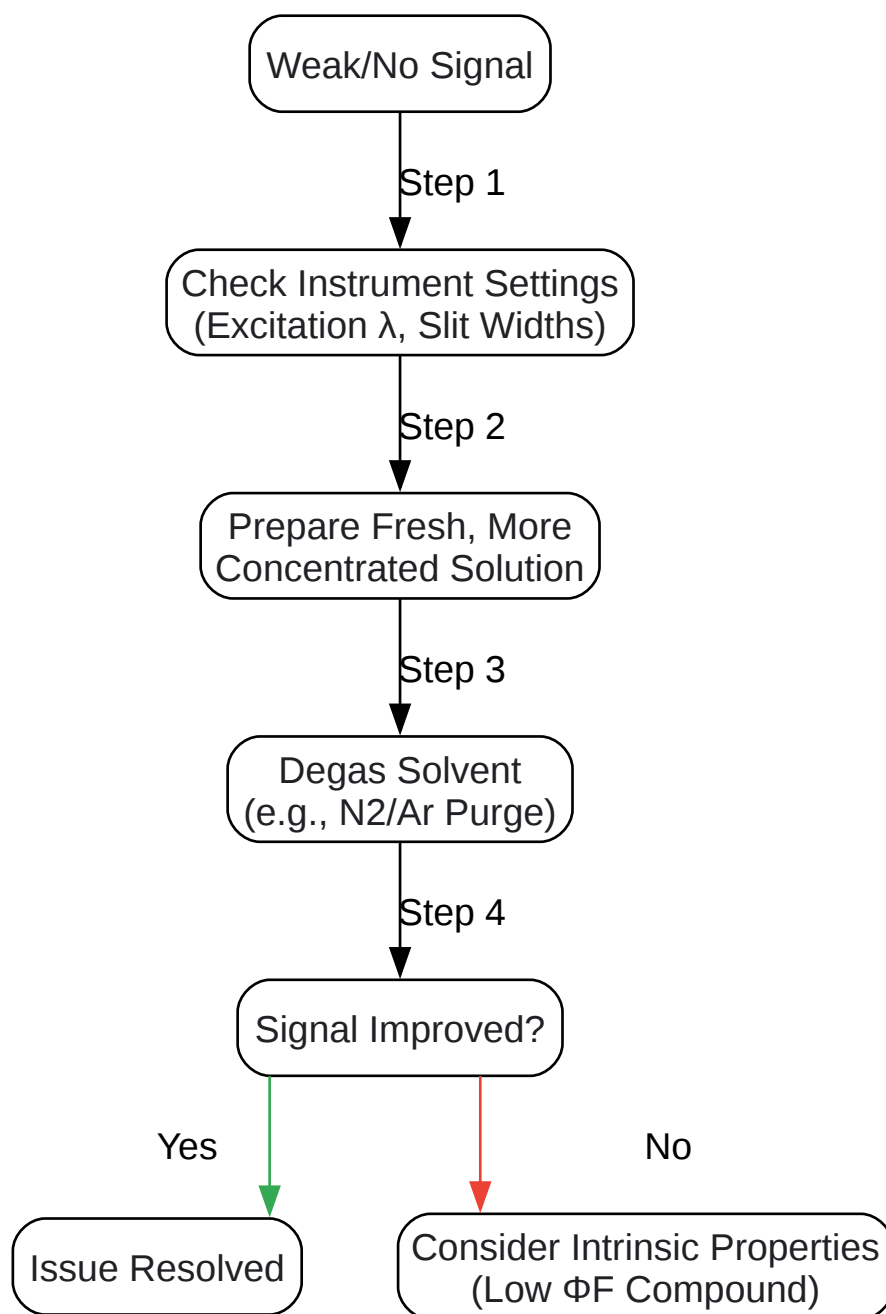 Weak/No Signal
Step 1
Check Instrument Settings
(Excitation λ, Slit Widths)
Step 2
Prepare Fresh, More
Concentrated Solution
Step 3
Degas Solvent
(e.g., N2/Ar Purge)
Step 4
Signal Improved?
Yes
No
Issue Resolved
Consider Intrinsic Properties
(Low ΦF Compound)